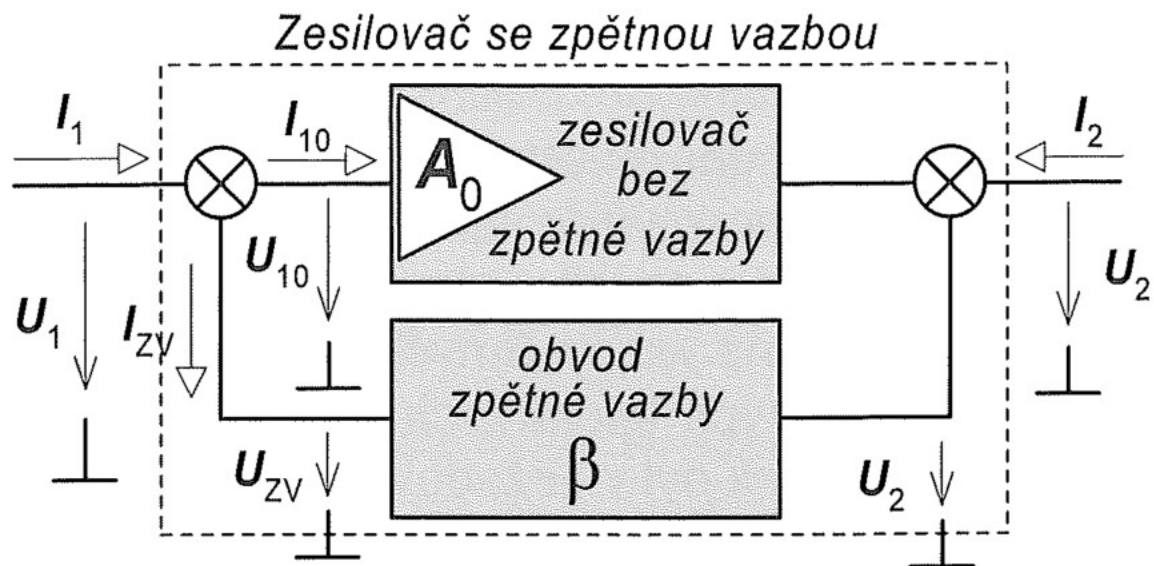 Zesilovač se zpětnou vazbou
I1
I10
A0
zesilovač
bez
zpětné vazby
I2
U1
IZV
U10
U2
obvod
zpětné vazby
β
UZV
U2